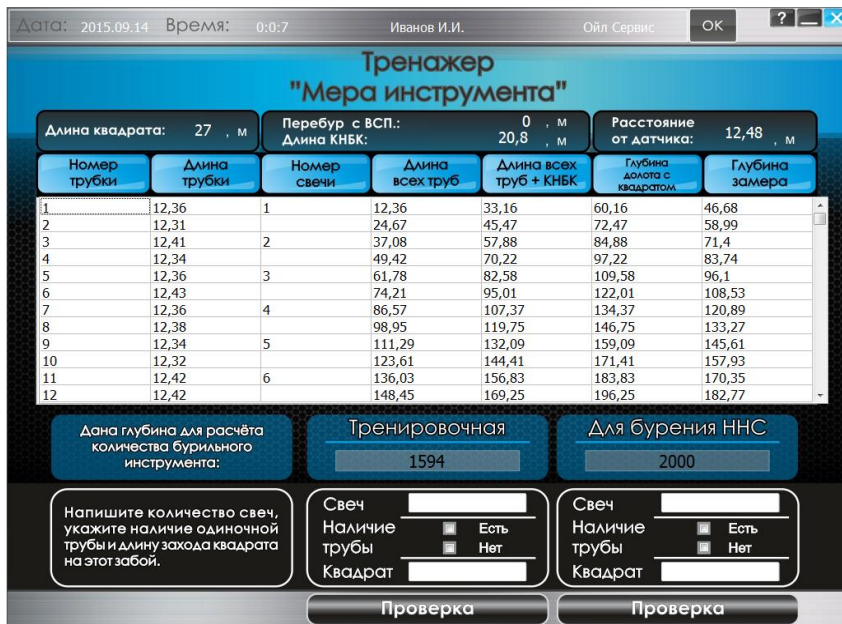 Дата: 2015.09.14 Время: 0:0:7 Иванов И.И. Ойл Сервис OK ?
Тренажер
"Мера инструмента"
Длина квадрата: 27 , м
Перебур с ВСП.: 0 , м
Длина КНБК: 20,8 , м
Расстояние
от датчика: 12,48 , м
Номер
трубки
Длина
трубки
Номер
свечи
Длина
всех труб
Длина всех
труб + КНБК
Глубина
долота с
квадратом
Глубина
замера
1 12,36 1 12,36 33,16 60,16 46,68
2 12,31 24,67 45,47 72,47 58,99
3 12,41 2 37,08 57,88 84,88 71,4
4 12,34 49,42 70,22 97,22 83,74
5 12,36 3 61,78 82,58 109,58 96,1
6 12,43 74,21 95,01 122,01 108,53
7 12,36 4 86,57 107,37 134,37 120,89
8 12,38 98,95 119,75 146,75 133,27
9 12,34 5 111,29 132,09 159,09 145,61
10 12,32 123,61 144,41 171,41 157,93
11 12,42 6 136,03 156,83 183,83 170,35
12 12,42 148,45 169,25 196,25 182,77
Дана глубина для расчёта
количества бурильного
инструмента:
Тренировочная
1594
Для бурения ННС
2000
Напишите количество свеч,
укажите наличие одиночной
трубы и длину захода квадрата
на этот забой.
Свеч
Наличие Есть
трубы Нет
Квадрат
Свеч
Наличие Есть
трубы Нет
Квадрат
Проверка
Проверка